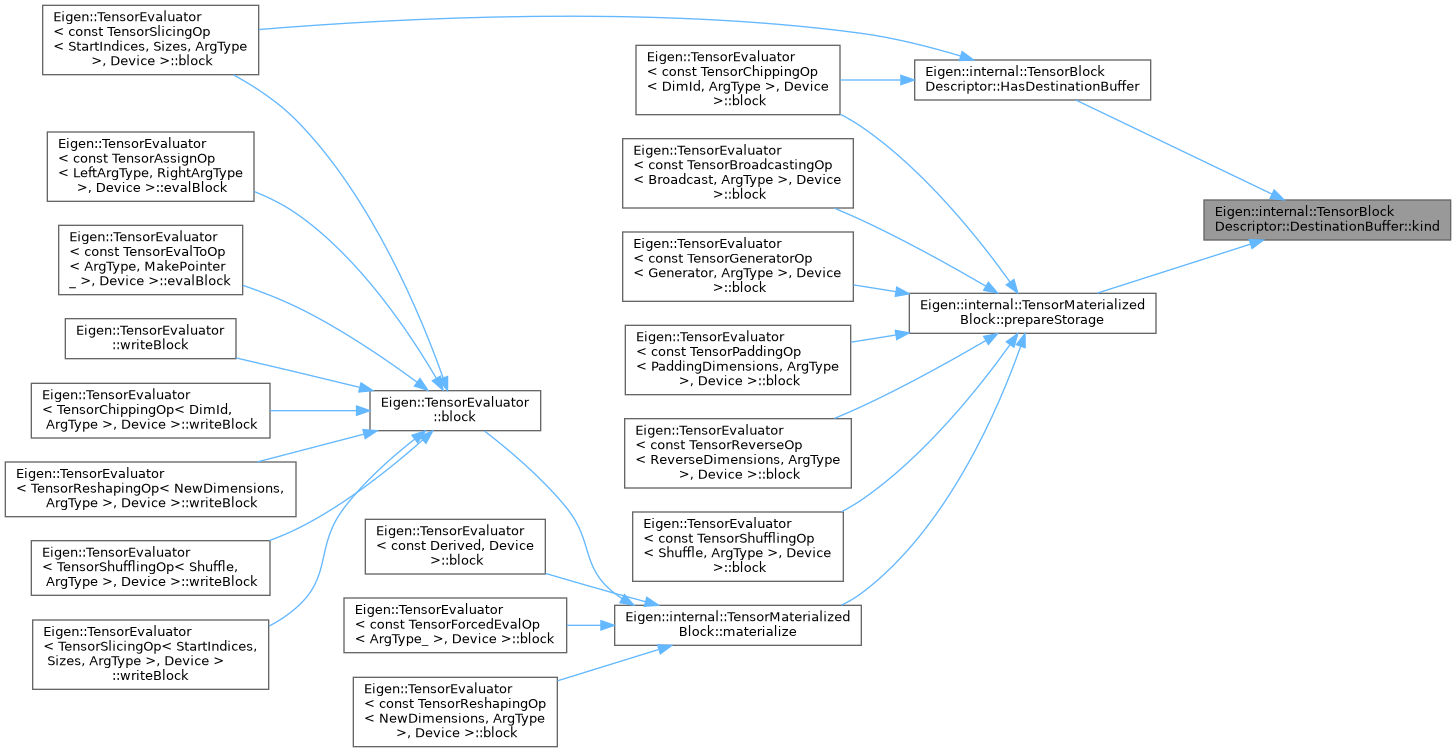 Eigen::TensorEvaluator
< const TensorSlicingOp
< StartIndices, Sizes, ArgType
>, Device >::block
Eigen::TensorEvaluator
< const TensorAssignOp
< LeftArgType, RightArgType
>, Device >::evalBlock
Eigen::TensorEvaluator
< const TensorEvalToOp
< ArgType, MakePointer
_ >, Device >::evalBlock
Eigen::TensorEvaluator
::writeBlock
Eigen::TensorEvaluator
< TensorChippingOp< DimId,
ArgType >, Device >::writeBlock
Eigen::TensorEvaluator
< TensorReshapingOp< NewDimensions,
ArgType >, Device >::writeBlock
Eigen::TensorEvaluator
< TensorShufflingOp< Shuffle,
ArgType >, Device >::writeBlock
Eigen::TensorEvaluator
< TensorSlicingOp< StartIndices,
Sizes, ArgType >, Device >
::writeBlock
Eigen::TensorEvaluator
::block
Eigen::TensorEvaluator
< const Derived, Device
>::block
Eigen::TensorEvaluator
< const TensorForcedEvalOp
< ArgType_ >, Device >::block
Eigen::TensorEvaluator
< const TensorReshapingOp
< NewDimensions, ArgType
>, Device >::block
Eigen::TensorEvaluator
< const TensorChippingOp
< DimId, ArgType >, Device
>::block
Eigen::TensorEvaluator
< const TensorBroadcastingOp
< Broadcast, ArgType >, Device
>::block
Eigen::TensorEvaluator
< const TensorGeneratorOp
< Generator, ArgType >, Device
>::block
Eigen::TensorEvaluator
< const TensorPaddingOp
< PaddingDimensions, ArgType
>, Device >::block
Eigen::TensorEvaluator
< const TensorReverseOp
< ReverseDimensions, ArgType
>, Device >::block
Eigen::TensorEvaluator
< const TensorShufflingOp
< Shuffle, ArgType >, Device
>::block
Eigen::internal::TensorMaterialized
Block::materialize
Eigen::internal::TensorBlock
Descriptor::HasDestinationBuffer
Eigen::internal::TensorMaterialized
Block::prepareStorage
Eigen::internal::TensorBlock
Descriptor::DestinationBuffer::kind